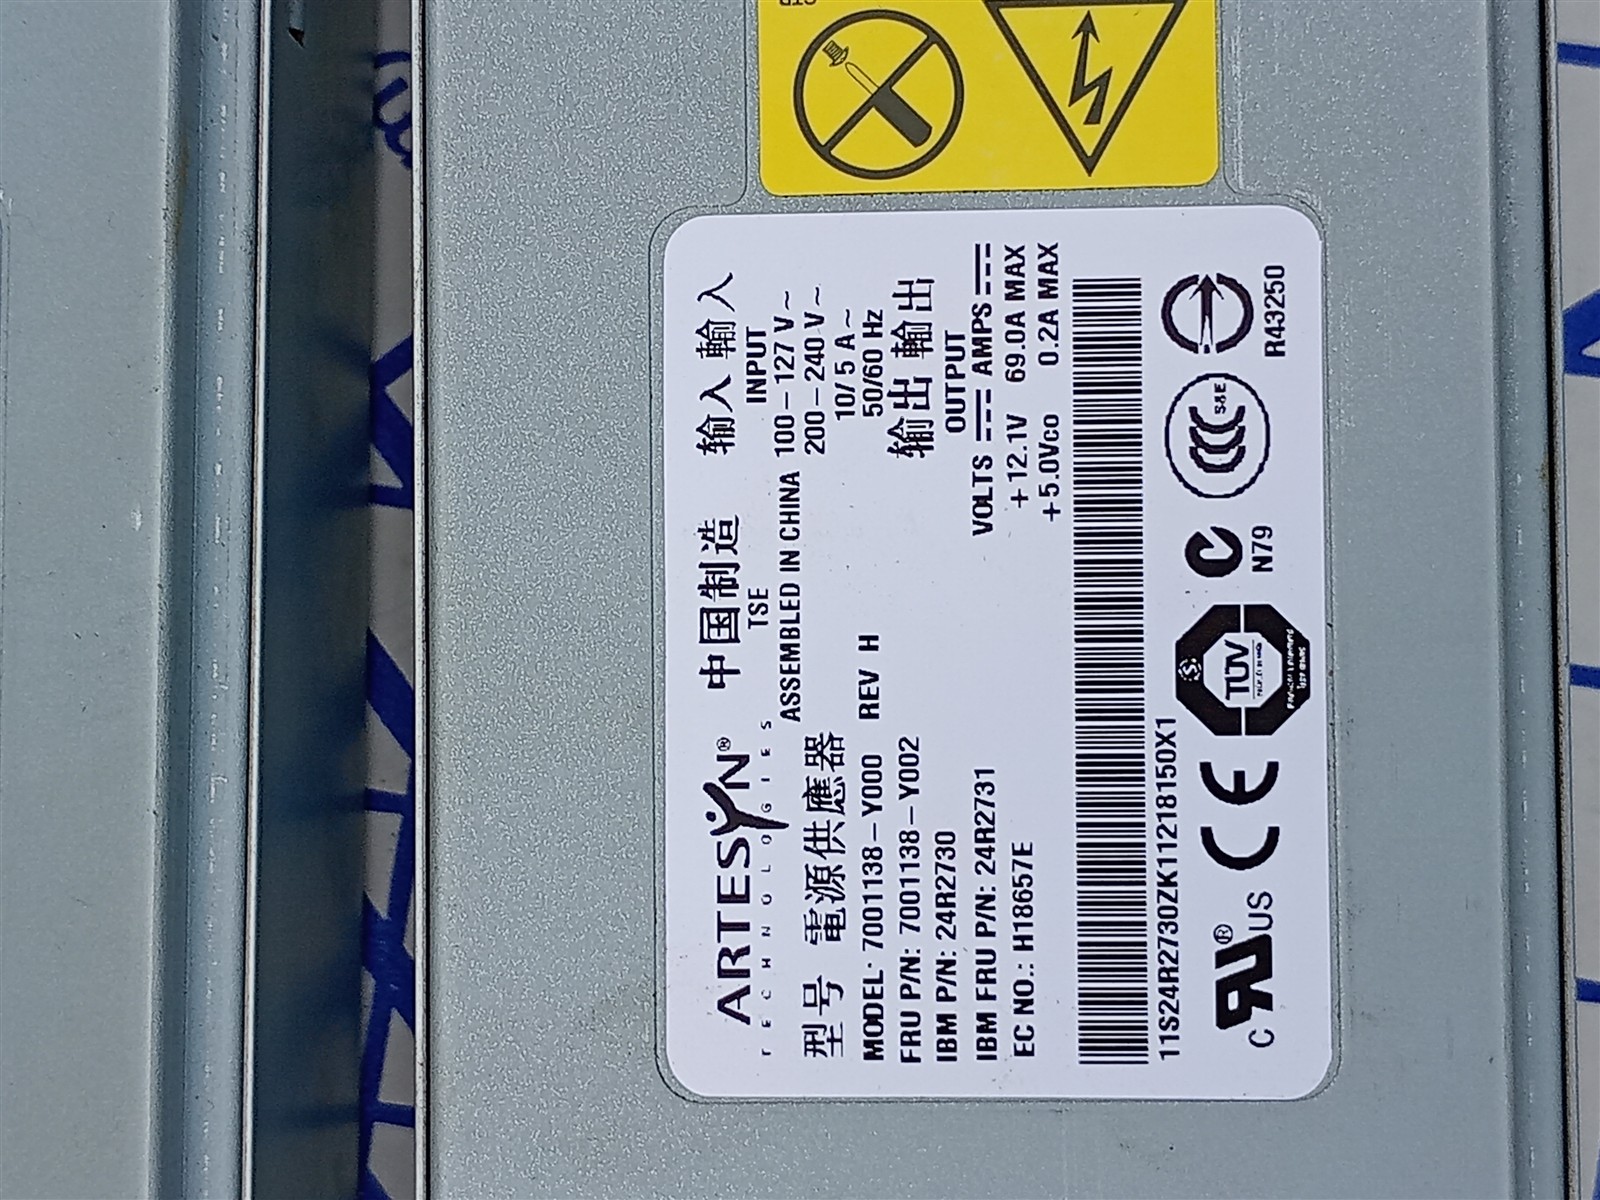 ARTESYN®
TECHNOLOGIES
中国制造
TSE
ASSEMBLED IN CHINA
型号 電源供應器
MODEL: 7001138-Y000 REV H
FRU P/N: 7001138-Y002
IBM P/N: 24R2730
IBM FRU P/N: 24R2731
EC NO.: H18657E
输入 輸入
INPUT
100-127 V~
200-240 V~
10/5 A~
50/60 Hz
输出 輸出
OUTPUT
VOLTS ⎓ AMPS ⎓
+12.1V 69.0A MAX
+5.0Vco 0.2A MAX
11S24R2730ZK11218150X1
c RU® US
CE
TUV
N79
CCC S&E
R43250